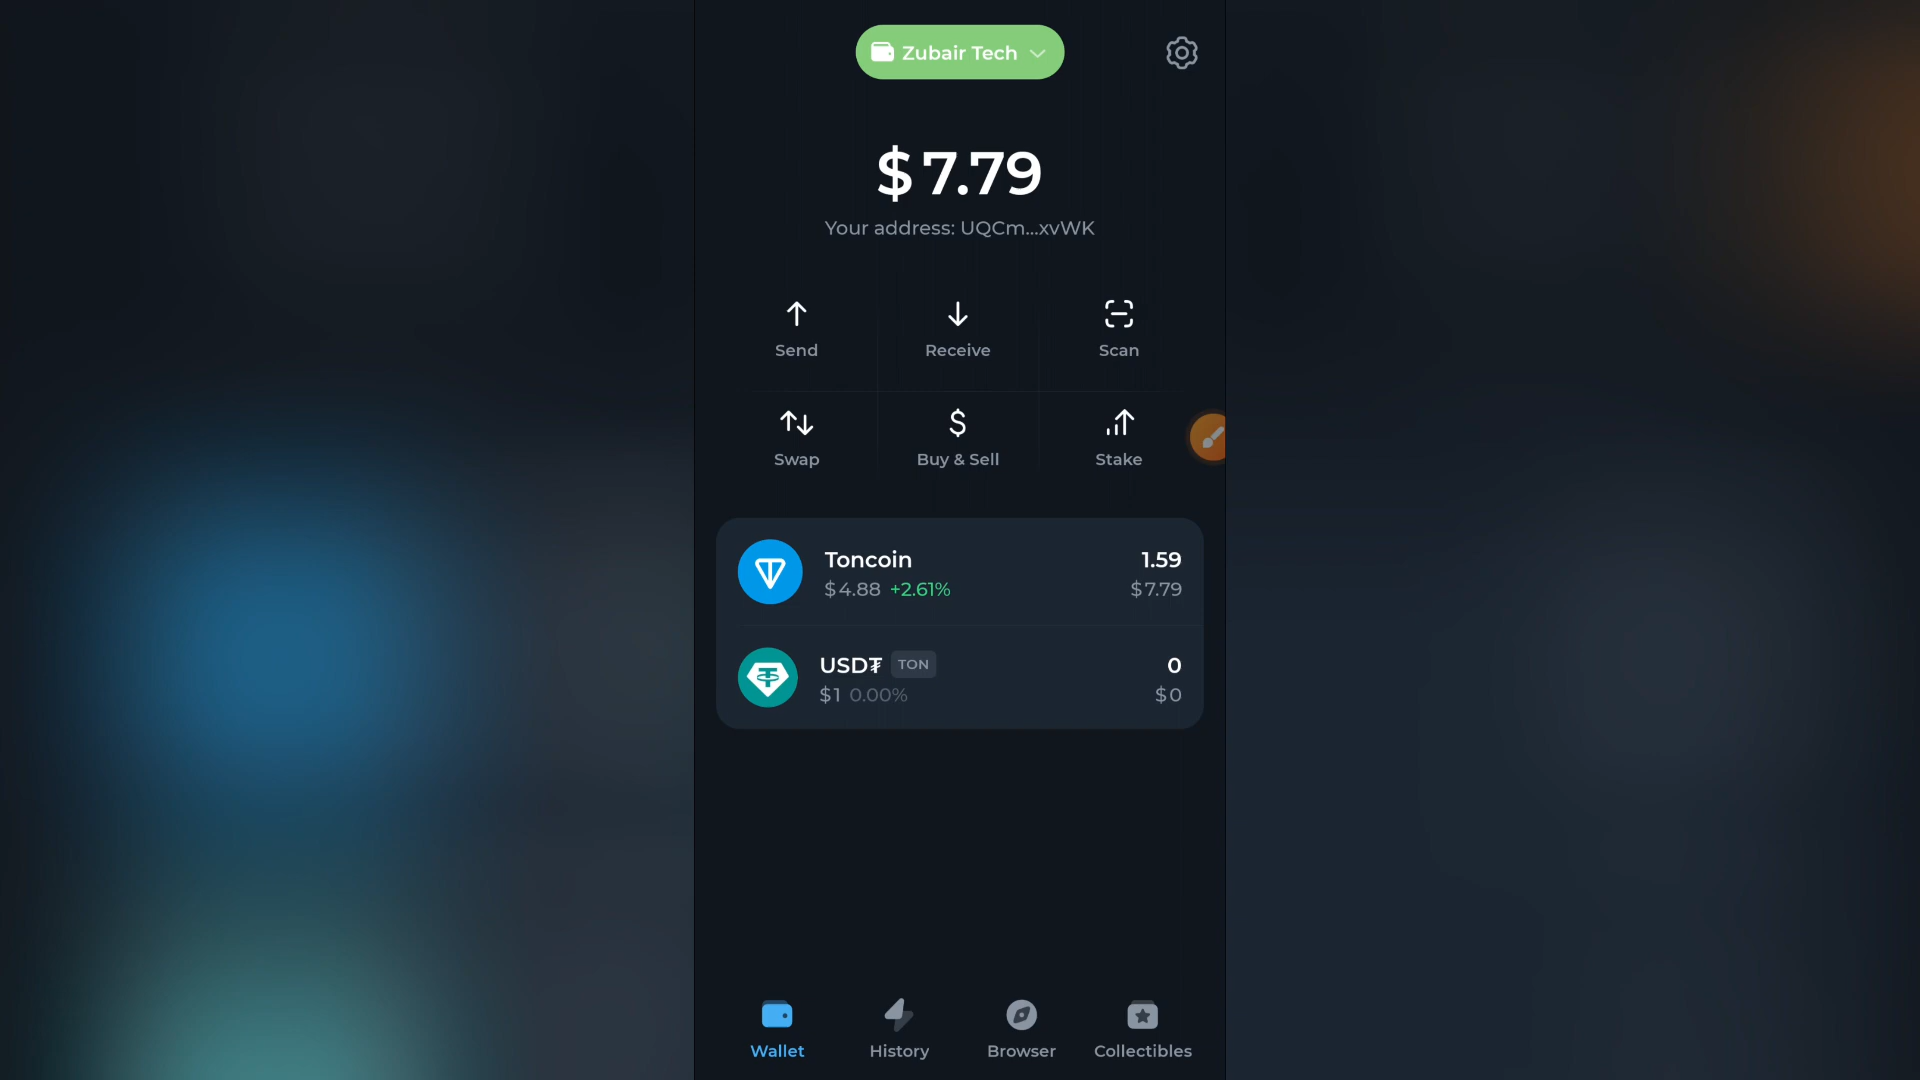 Zubair Tech
$7.79
Your address: UQCm...xvWK
Send
Receive
Scan
Swap
Buy & Sell
Stake
Toncoin
1.59
$4.88 +2.61%
$7.79
USD₮ TON
0
$1 0.00%
$0
Wallet
History
Browser
Collectibles